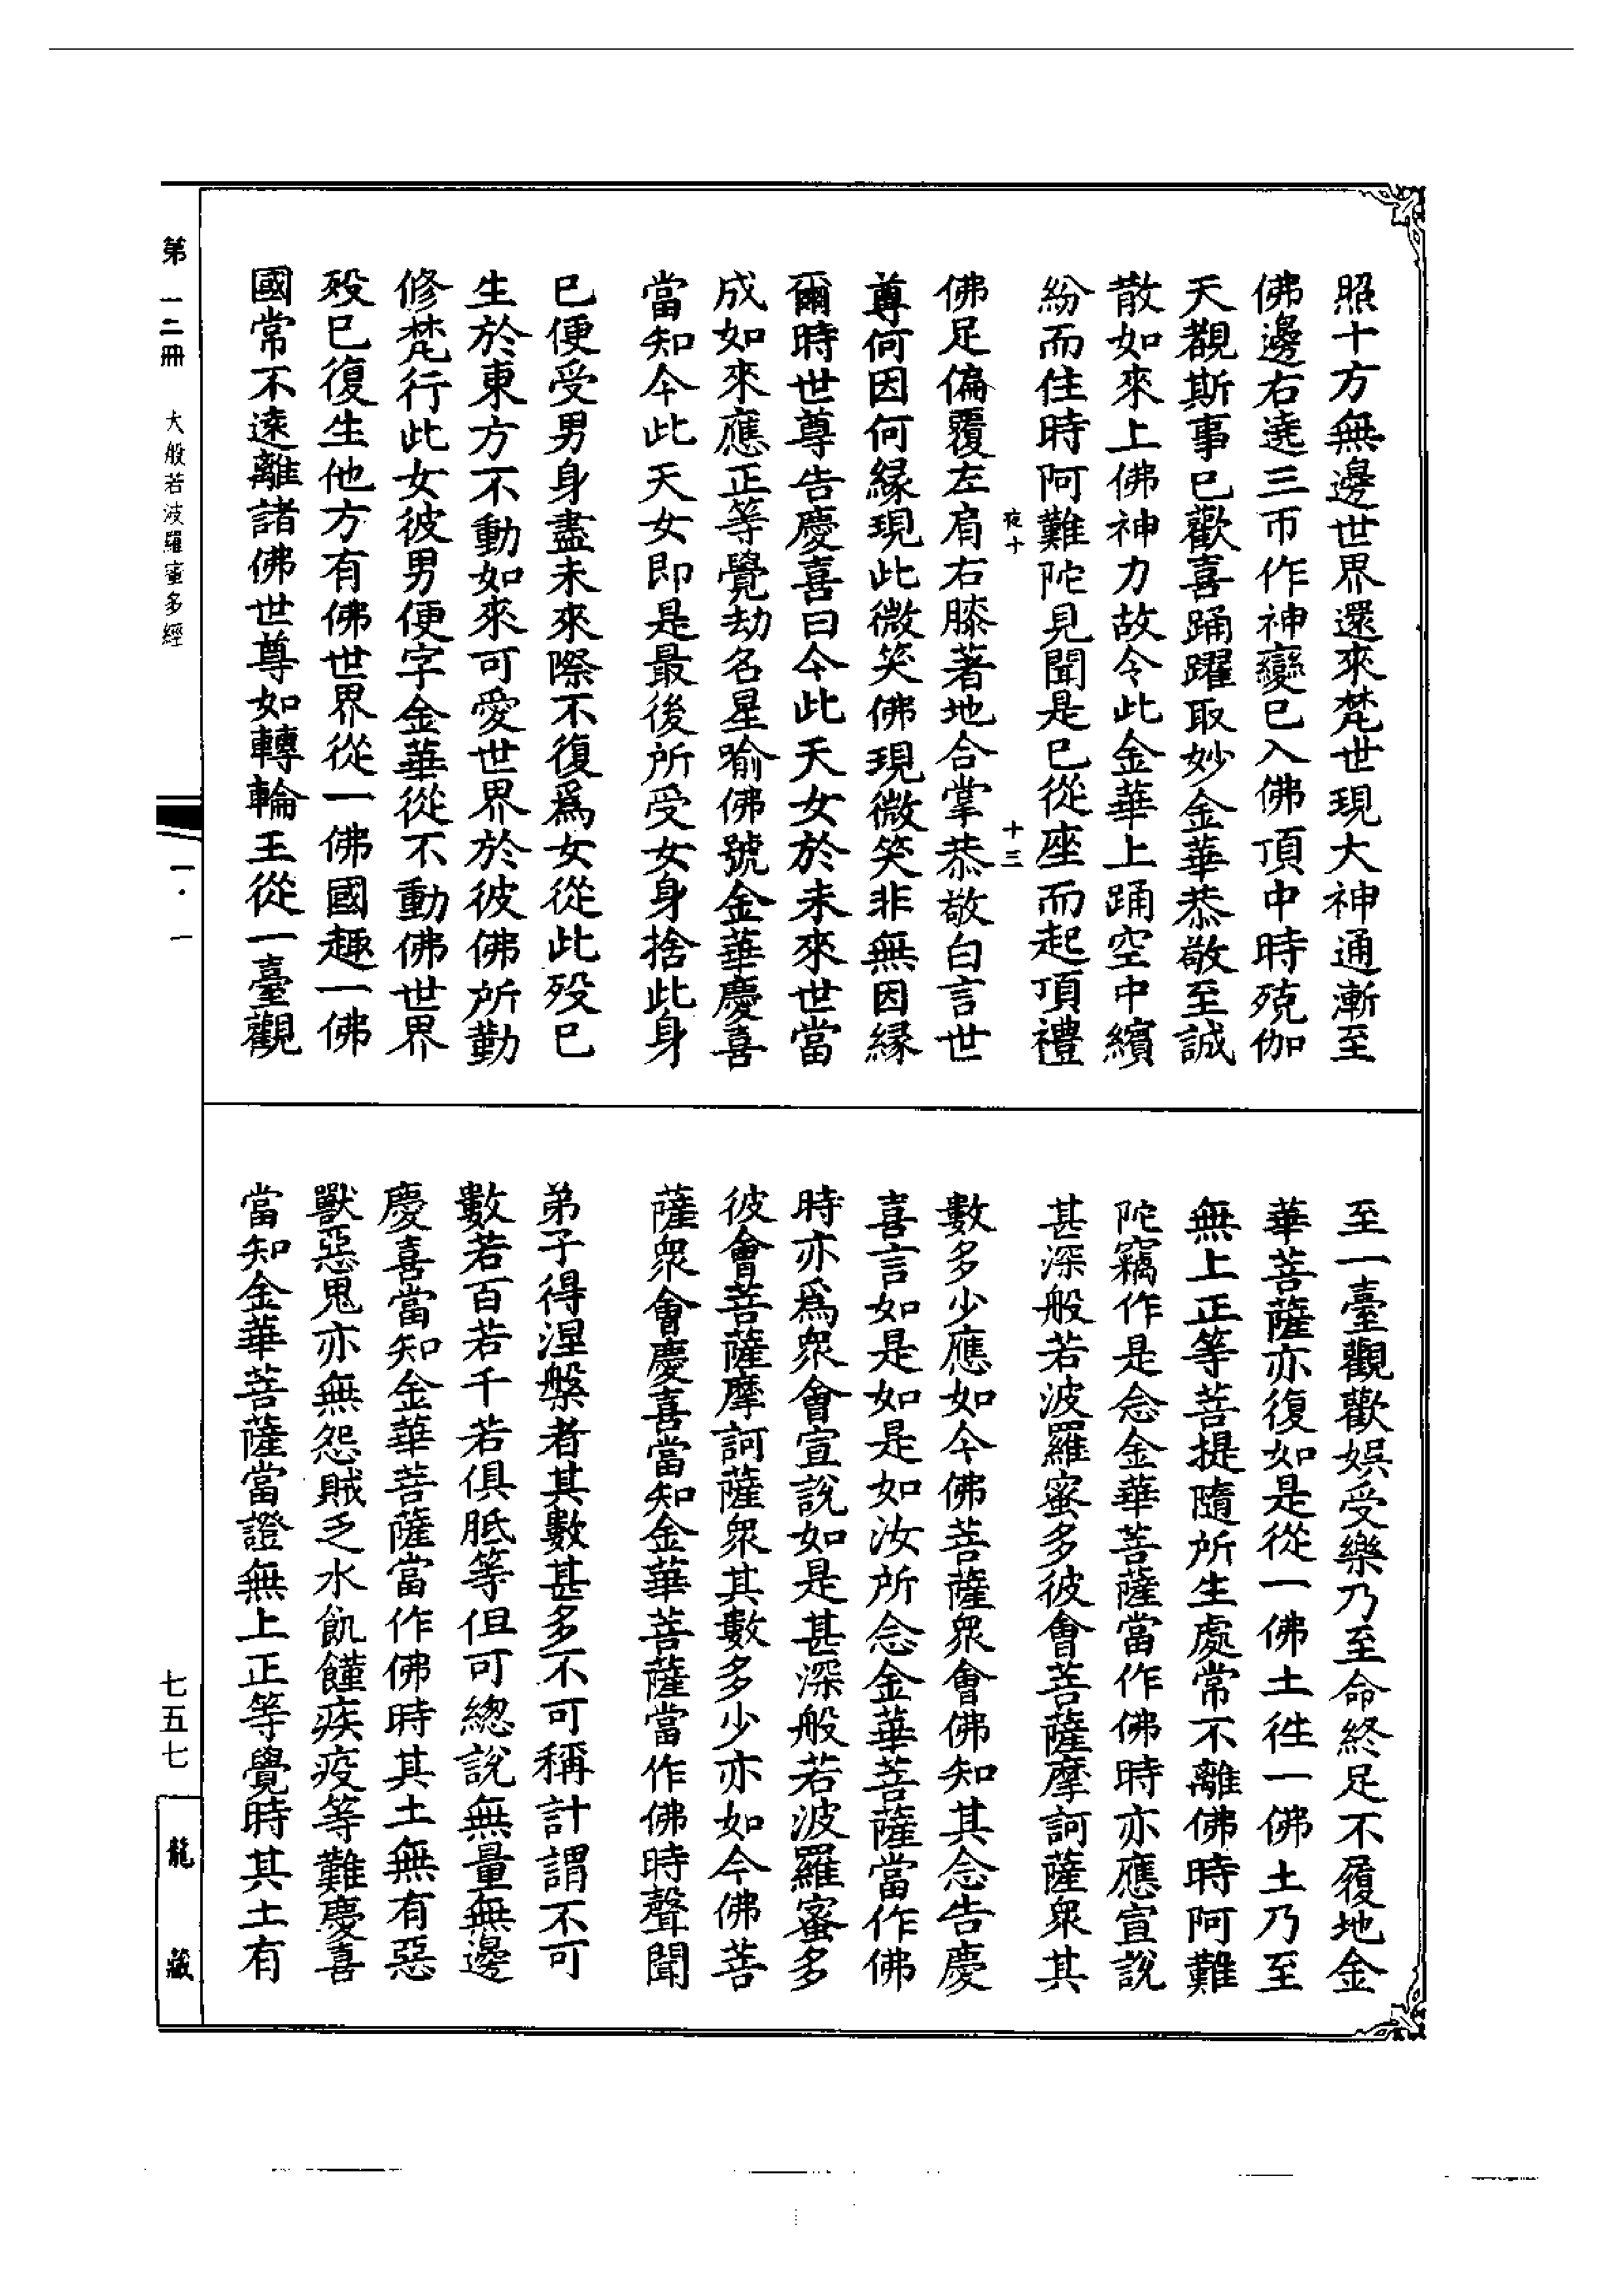 照十方無邊世界還來梵世現大神通漸至
佛邊右遶三帀作神變已入佛頂中時殑伽
天覩斯事已歡喜踊躍取妙金華恭敬至誠
散如來上佛神力故令此金華上踊空中繽
紛而住時阿難陀見聞是已從座而起頂禮
夜十
十三
佛足偏覆左肩右膝著地合掌恭敬白言世
尊何因何縁現此微笑佛現微笑非無因縁
爾時世尊告慶喜曰今此天女於未來世當
成如來應正等覺劫名星喻佛號金華慶喜
當知今此天女即是最後所受女身捨此身
已便受男身盡未來際不復爲女從此歿已
生於東方不動如來可愛世界於彼佛所勤
修梵行此女彼男便字金華從不動佛世界
歿已復生他方有佛世界從一佛國趣一佛
國常不遠離諸佛世尊如轉輪王從一臺觀
至一臺觀歡娛受樂乃至命終足不履地金
華菩薩亦復如是從一佛土徃一佛土乃至
無上正等菩提隨所生處常不離佛時阿難
陀竊作是念金華菩薩當作佛時亦應宣說
甚深般若波羅蜜多彼會菩薩摩訶薩衆其
數多少應如今佛菩薩衆會佛知其念告慶
喜言如是如是如汝所念金華菩薩當作佛
時亦爲衆會宣說如是甚深般若波羅蜜多
彼會菩薩摩訶薩衆其數多少亦如今佛菩
薩衆會慶喜當知金華菩薩當作佛時聲聞
弟子得涅槃者其數甚多不可稱計謂不可
數若百若千若俱胝等但可總說無量無邊
慶喜當知金華菩薩當作佛時其土無有惡
獸惡鬼亦無怨賊乏水飢饉疾疫等難慶喜
當知金華菩薩當證無上正等覺時其土有
第一二冊 大般若波羅蜜多經
一·一
七五七
龍藏